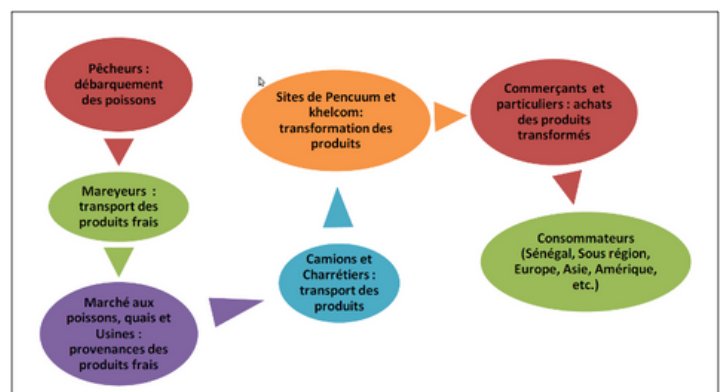 Pêcheurs :
débarquement
des poissons
Mareyeurs :
transport des
produits frais
Marché aux
poissons, quais et
Usines :
provenances des
produits frais
Camions et
Charrétiers :
transport des
produits
Sites de Pencuum et
khelcom:
transformation des
produits
Commerçants et
particuliers : achats
des produits
transformés
Consommateurs
(Sénégal, Sous région,
Europe, Asie, Amérique,
etc.)